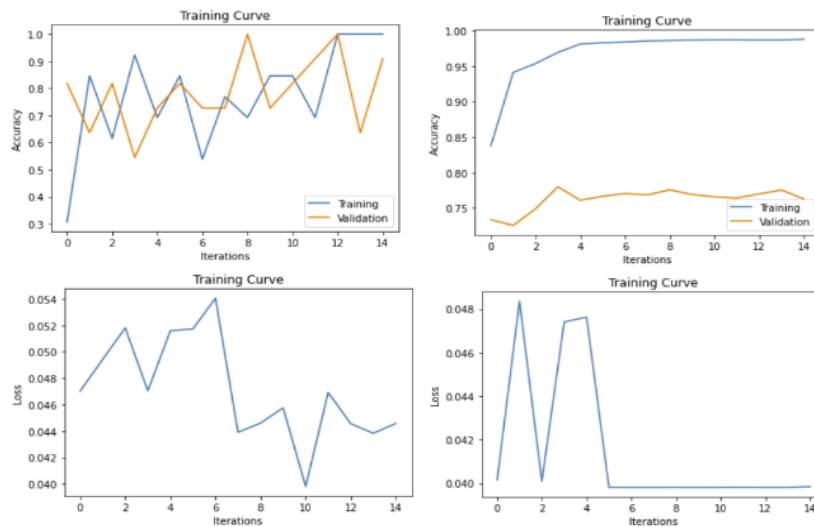 Training Curve
1.0
0.9
0.8
0.7
0.6
0.5
0.4
0.3
Accuracy
Training
Validation
0 2 4 6 8 10 12 14
Iterations
Training Curve
1.00
0.95
0.90
0.85
0.80
0.75
Accuracy
Training
Validation
0 2 4 6 8 10 12 14
Iterations
Training Curve
0.054
0.052
0.050
0.048
0.046
0.044
0.042
0.040
Loss
0 2 4 6 8 10 12 14
Iterations
Training Curve
0.048
0.046
0.044
0.042
0.040
Loss
0 2 4 6 8 10 12 14
Iterations